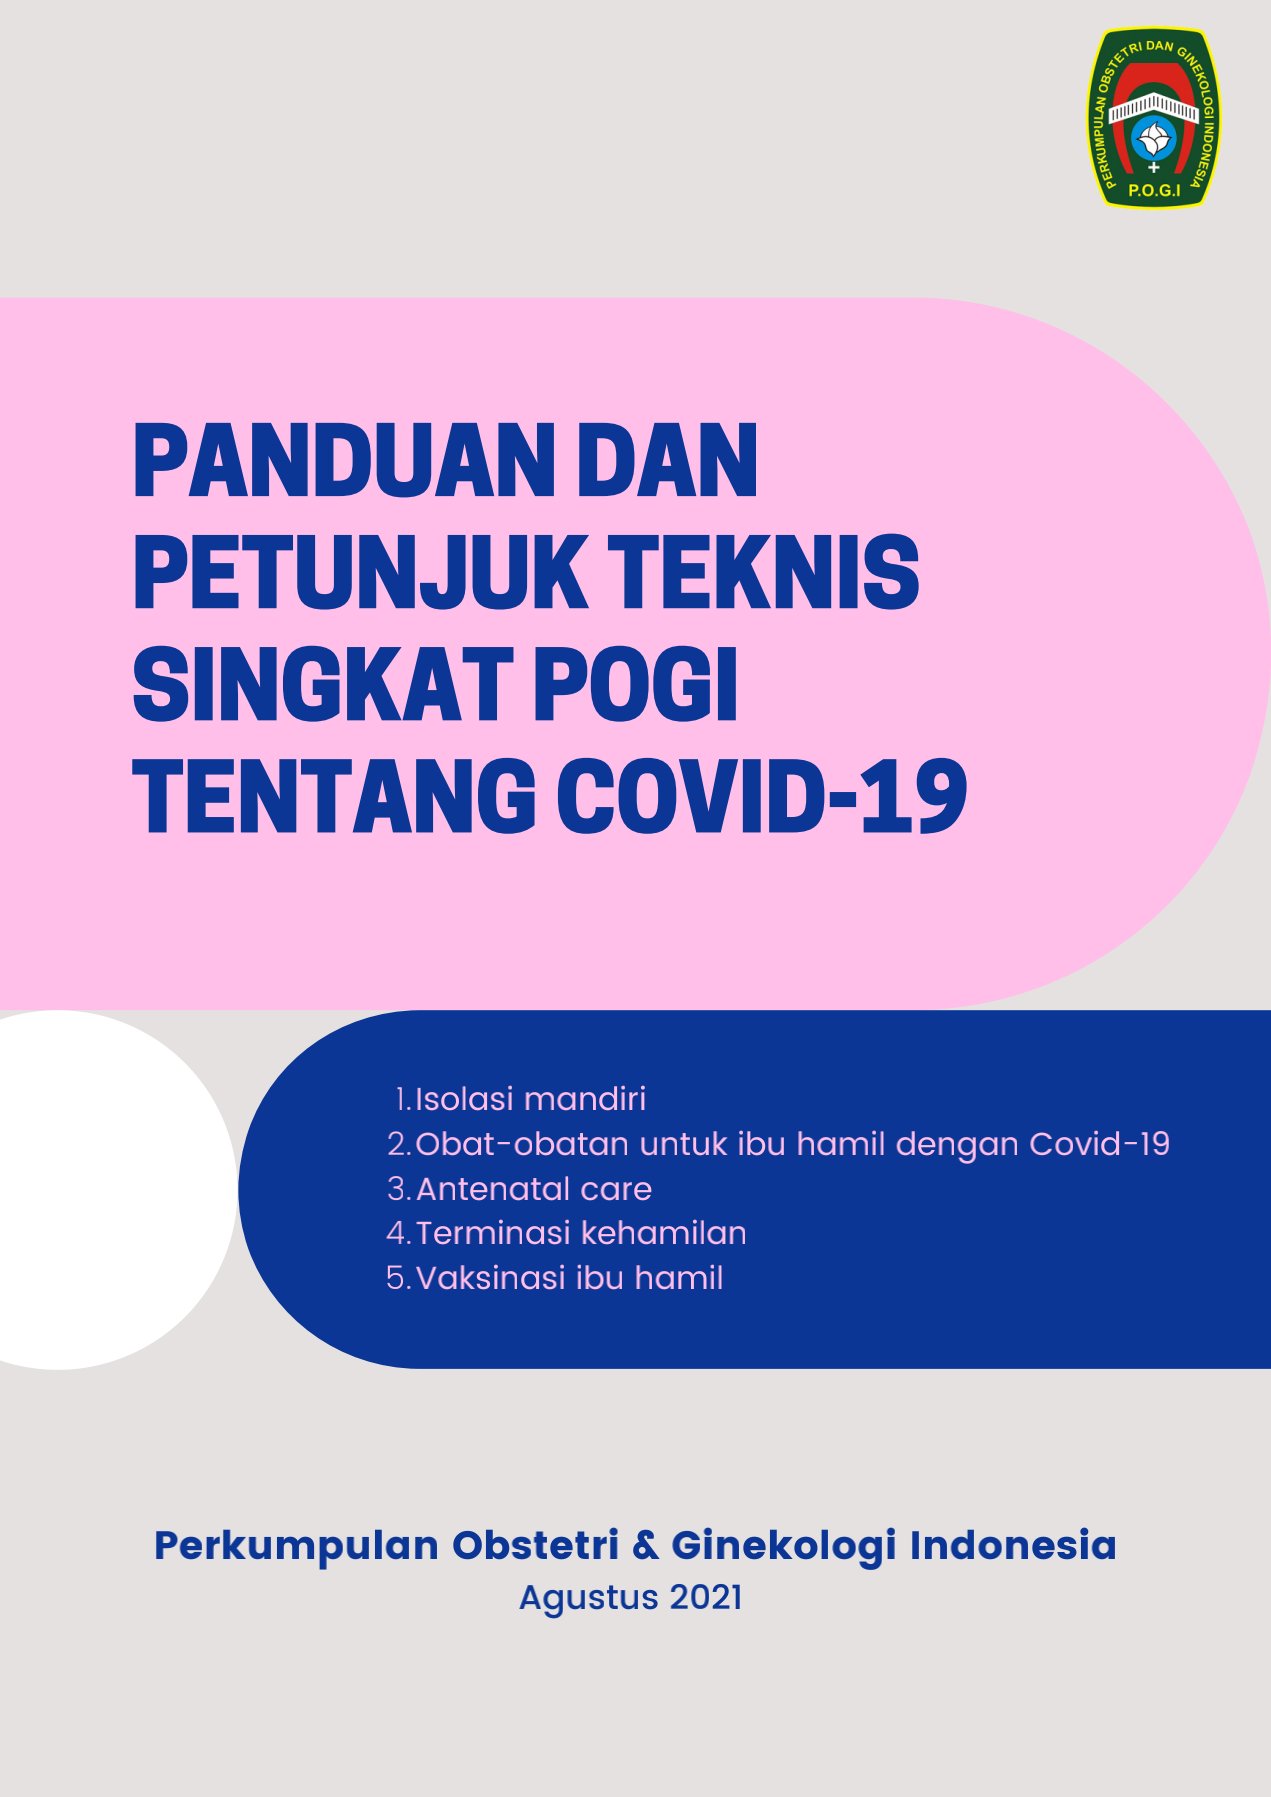 PERKUMPULAN OBSTETRI DAN GINEKOLOGI INDONESIA
P.O.G.I
PANDUAN DAN
PETUNJUK TEKNIS
SINGKAT POGI
TENTANG COVID-19
1. Isolasi mandiri
2. Obat-obatan untuk ibu hamil dengan Covid-19
3. Antenatal care
4. Terminasi kehamilan
5. Vaksinasi ibu hamil
Perkumpulan Obstetri & Ginekologi Indonesia
Agustus 2021